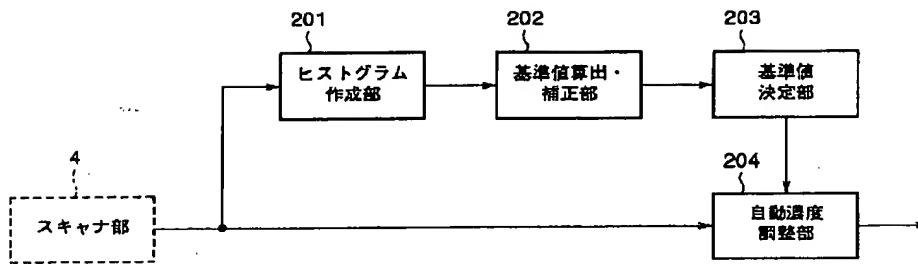 201
ヒストグラム
作成部
202
基準値算出・
補正部
203
基準値
決定部
4
スキャナ部
204
自動濃度
調整部